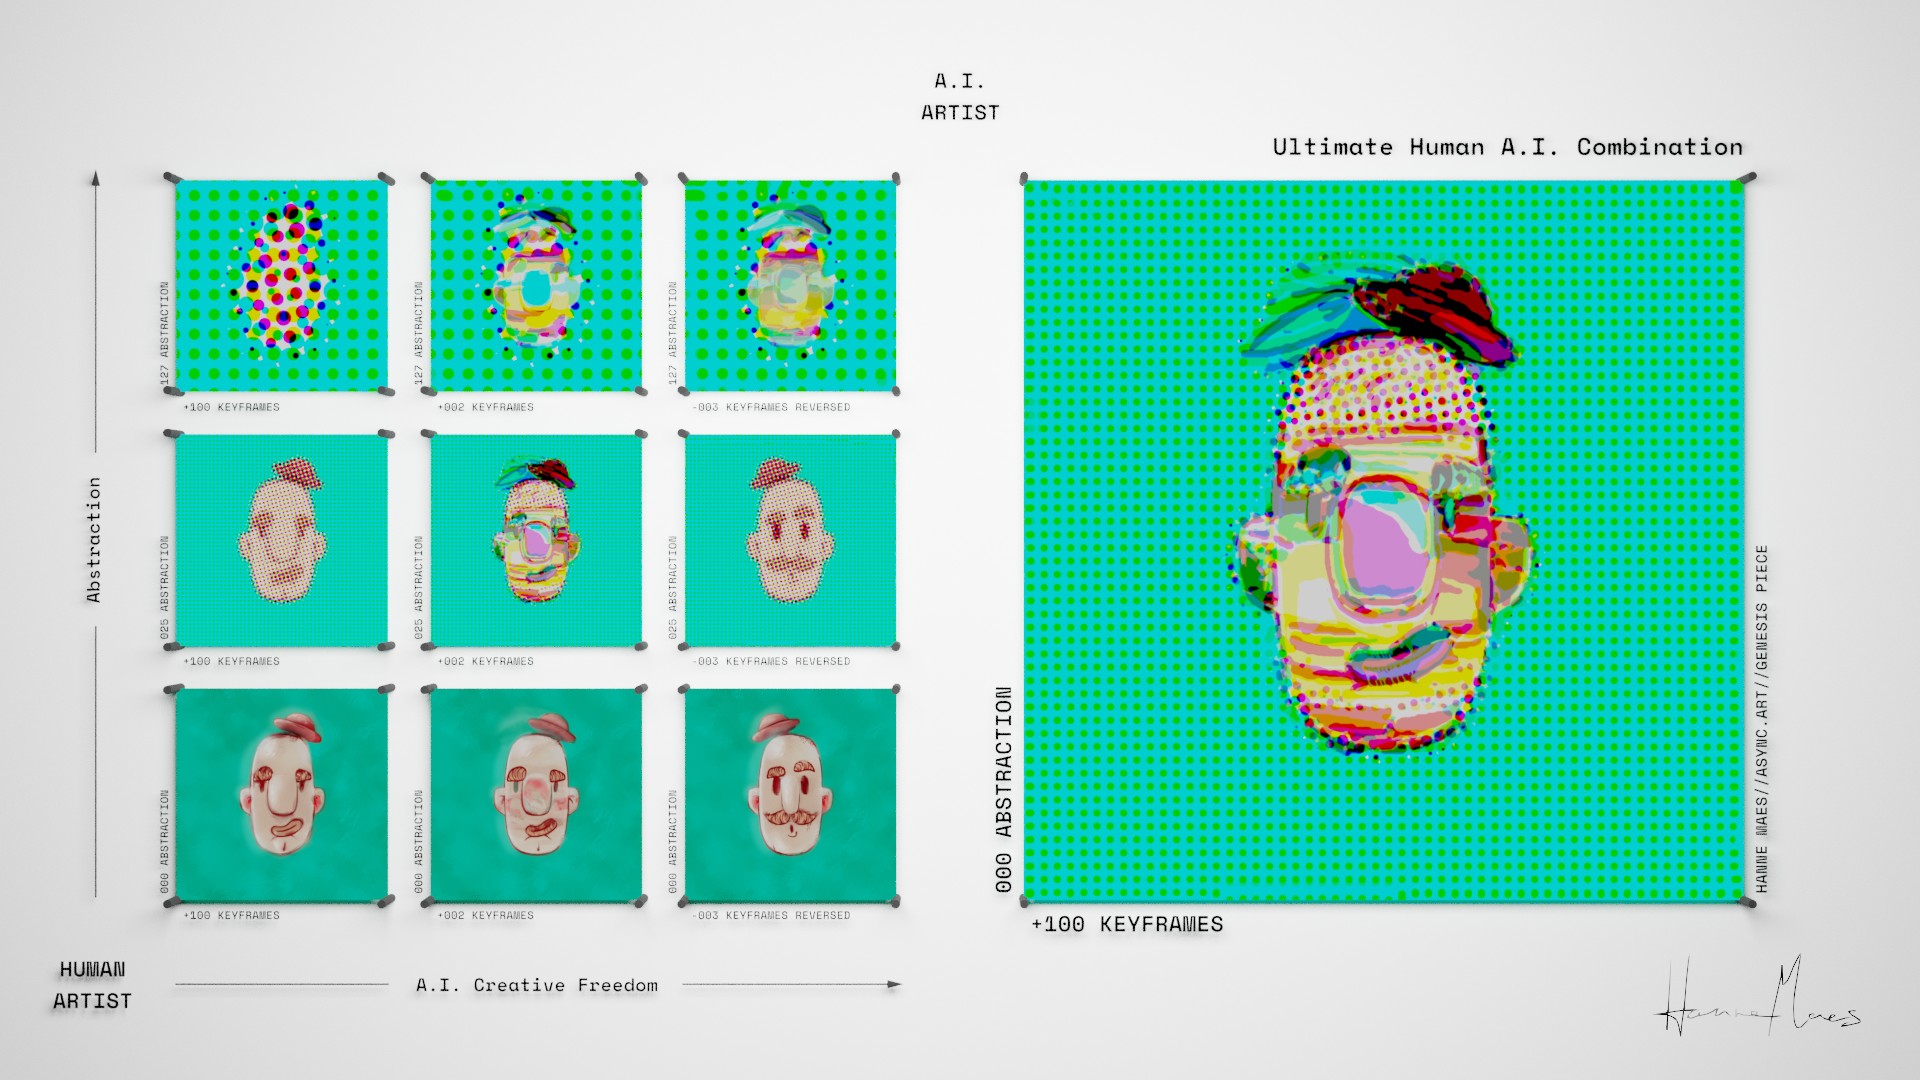 A.I.
ARTIST
Ultimate Human A.I. Combination
127 ABSTRACTION
+100 KEYFRAMES
127 ABSTRACTION
+002 KEYFRAMES
127 ABSTRACTION
-003 KEYFRAMES REVERSED
Abstraction
025 ABSTRACTION
+100 KEYFRAMES
025 ABSTRACTION
+002 KEYFRAMES
025 ABSTRACTION
-003 KEYFRAMES REVERSED
000 ABSTRACTION
+100 KEYFRAMES
000 ABSTRACTION
+002 KEYFRAMES
000 ABSTRACTION
-003 KEYFRAMES REVERSED
000 ABSTRACTION
+100 KEYFRAMES
HANNE MAES//ASYNC.ART//GENESIS PIECE
HUMAN
ARTIST
A.I. Creative Freedom
Hanne Maes